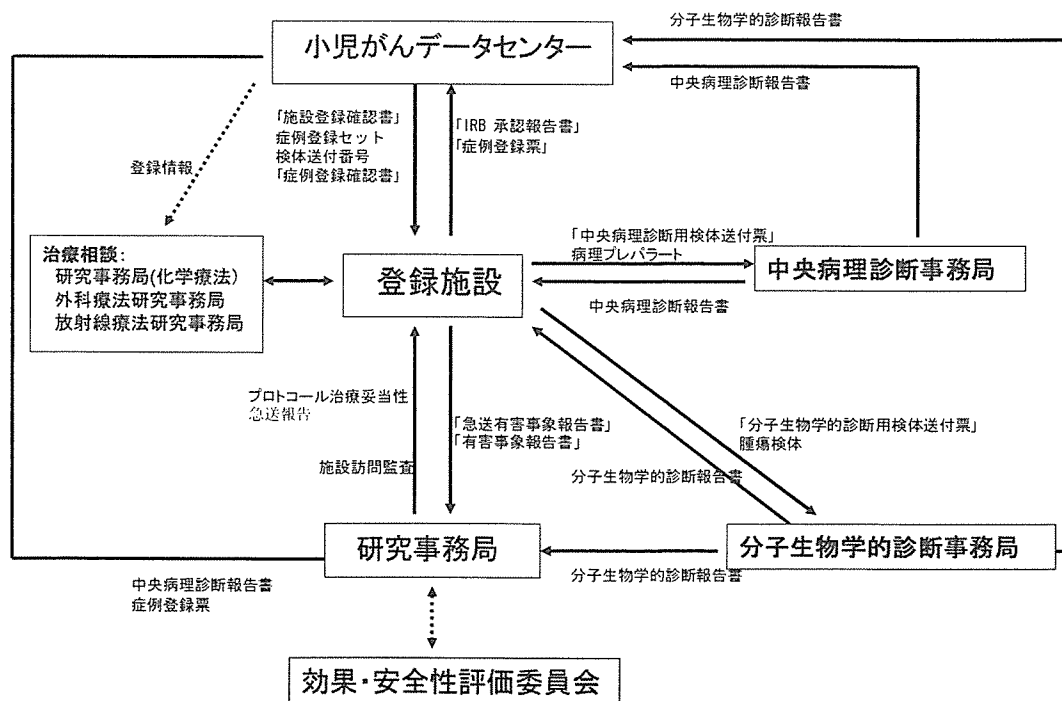 分子生物学的診断報告書
小児がんデータセンター
中央病理診断報告書
「施設登録確認書」
症例登録セット
検体送付番号
「症例登録確認書」
「IRB 承認報告書」
「症例登録票」
登録情報
治療相談:
研究事務局(化学療法)
外科療法研究事務局
放射線療法研究事務局
登録施設
「中央病理診断用検体送付票」
病理プレパラート
中央病理診断事務局
中央病理診断報告書
プロトコール治療妥当性
急送報告
「急送有害事象報告書」
「有害事象報告書」
「分子生物学的診断用検体送付票」
腫瘍検体
施設訪問監査
分子生物学的診断報告書
研究事務局
分子生物学的診断事務局
分子生物学的診断報告書
中央病理診断報告書
症例登録票
効果・安全性評価委員会